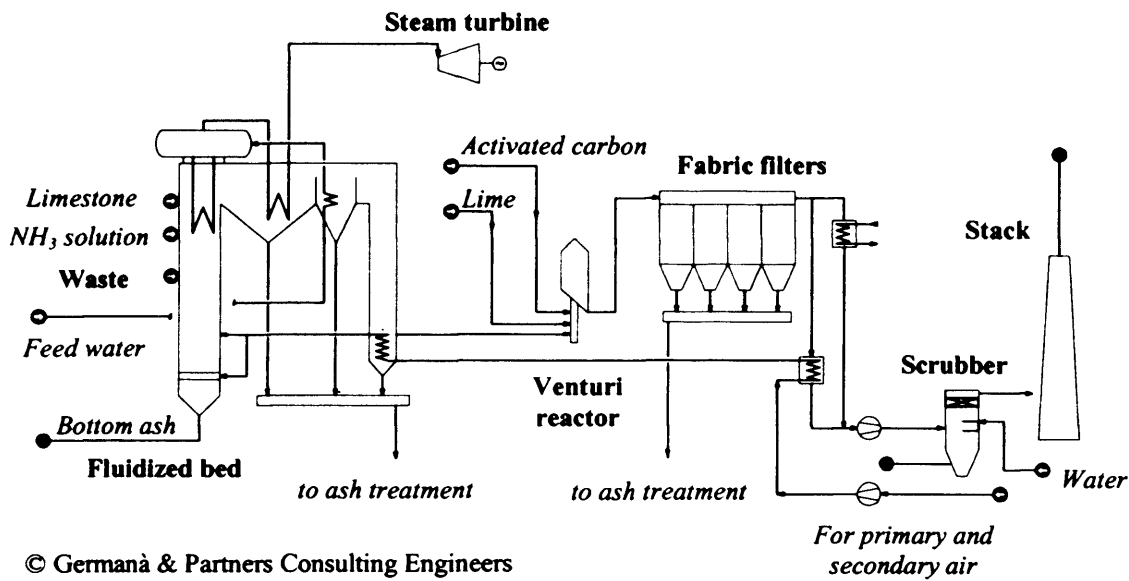 Steam turbine
Activated carbon
Fabric filters
Limestone
Lime
Stack
NH₃ solution
Waste
Feed water
Scrubber
Venturi
reactor
Bottom ash
Fluidized bed
Water
to ash treatment
to ash treatment
For primary and
secondary air
© Germanà & Partners Consulting Engineers